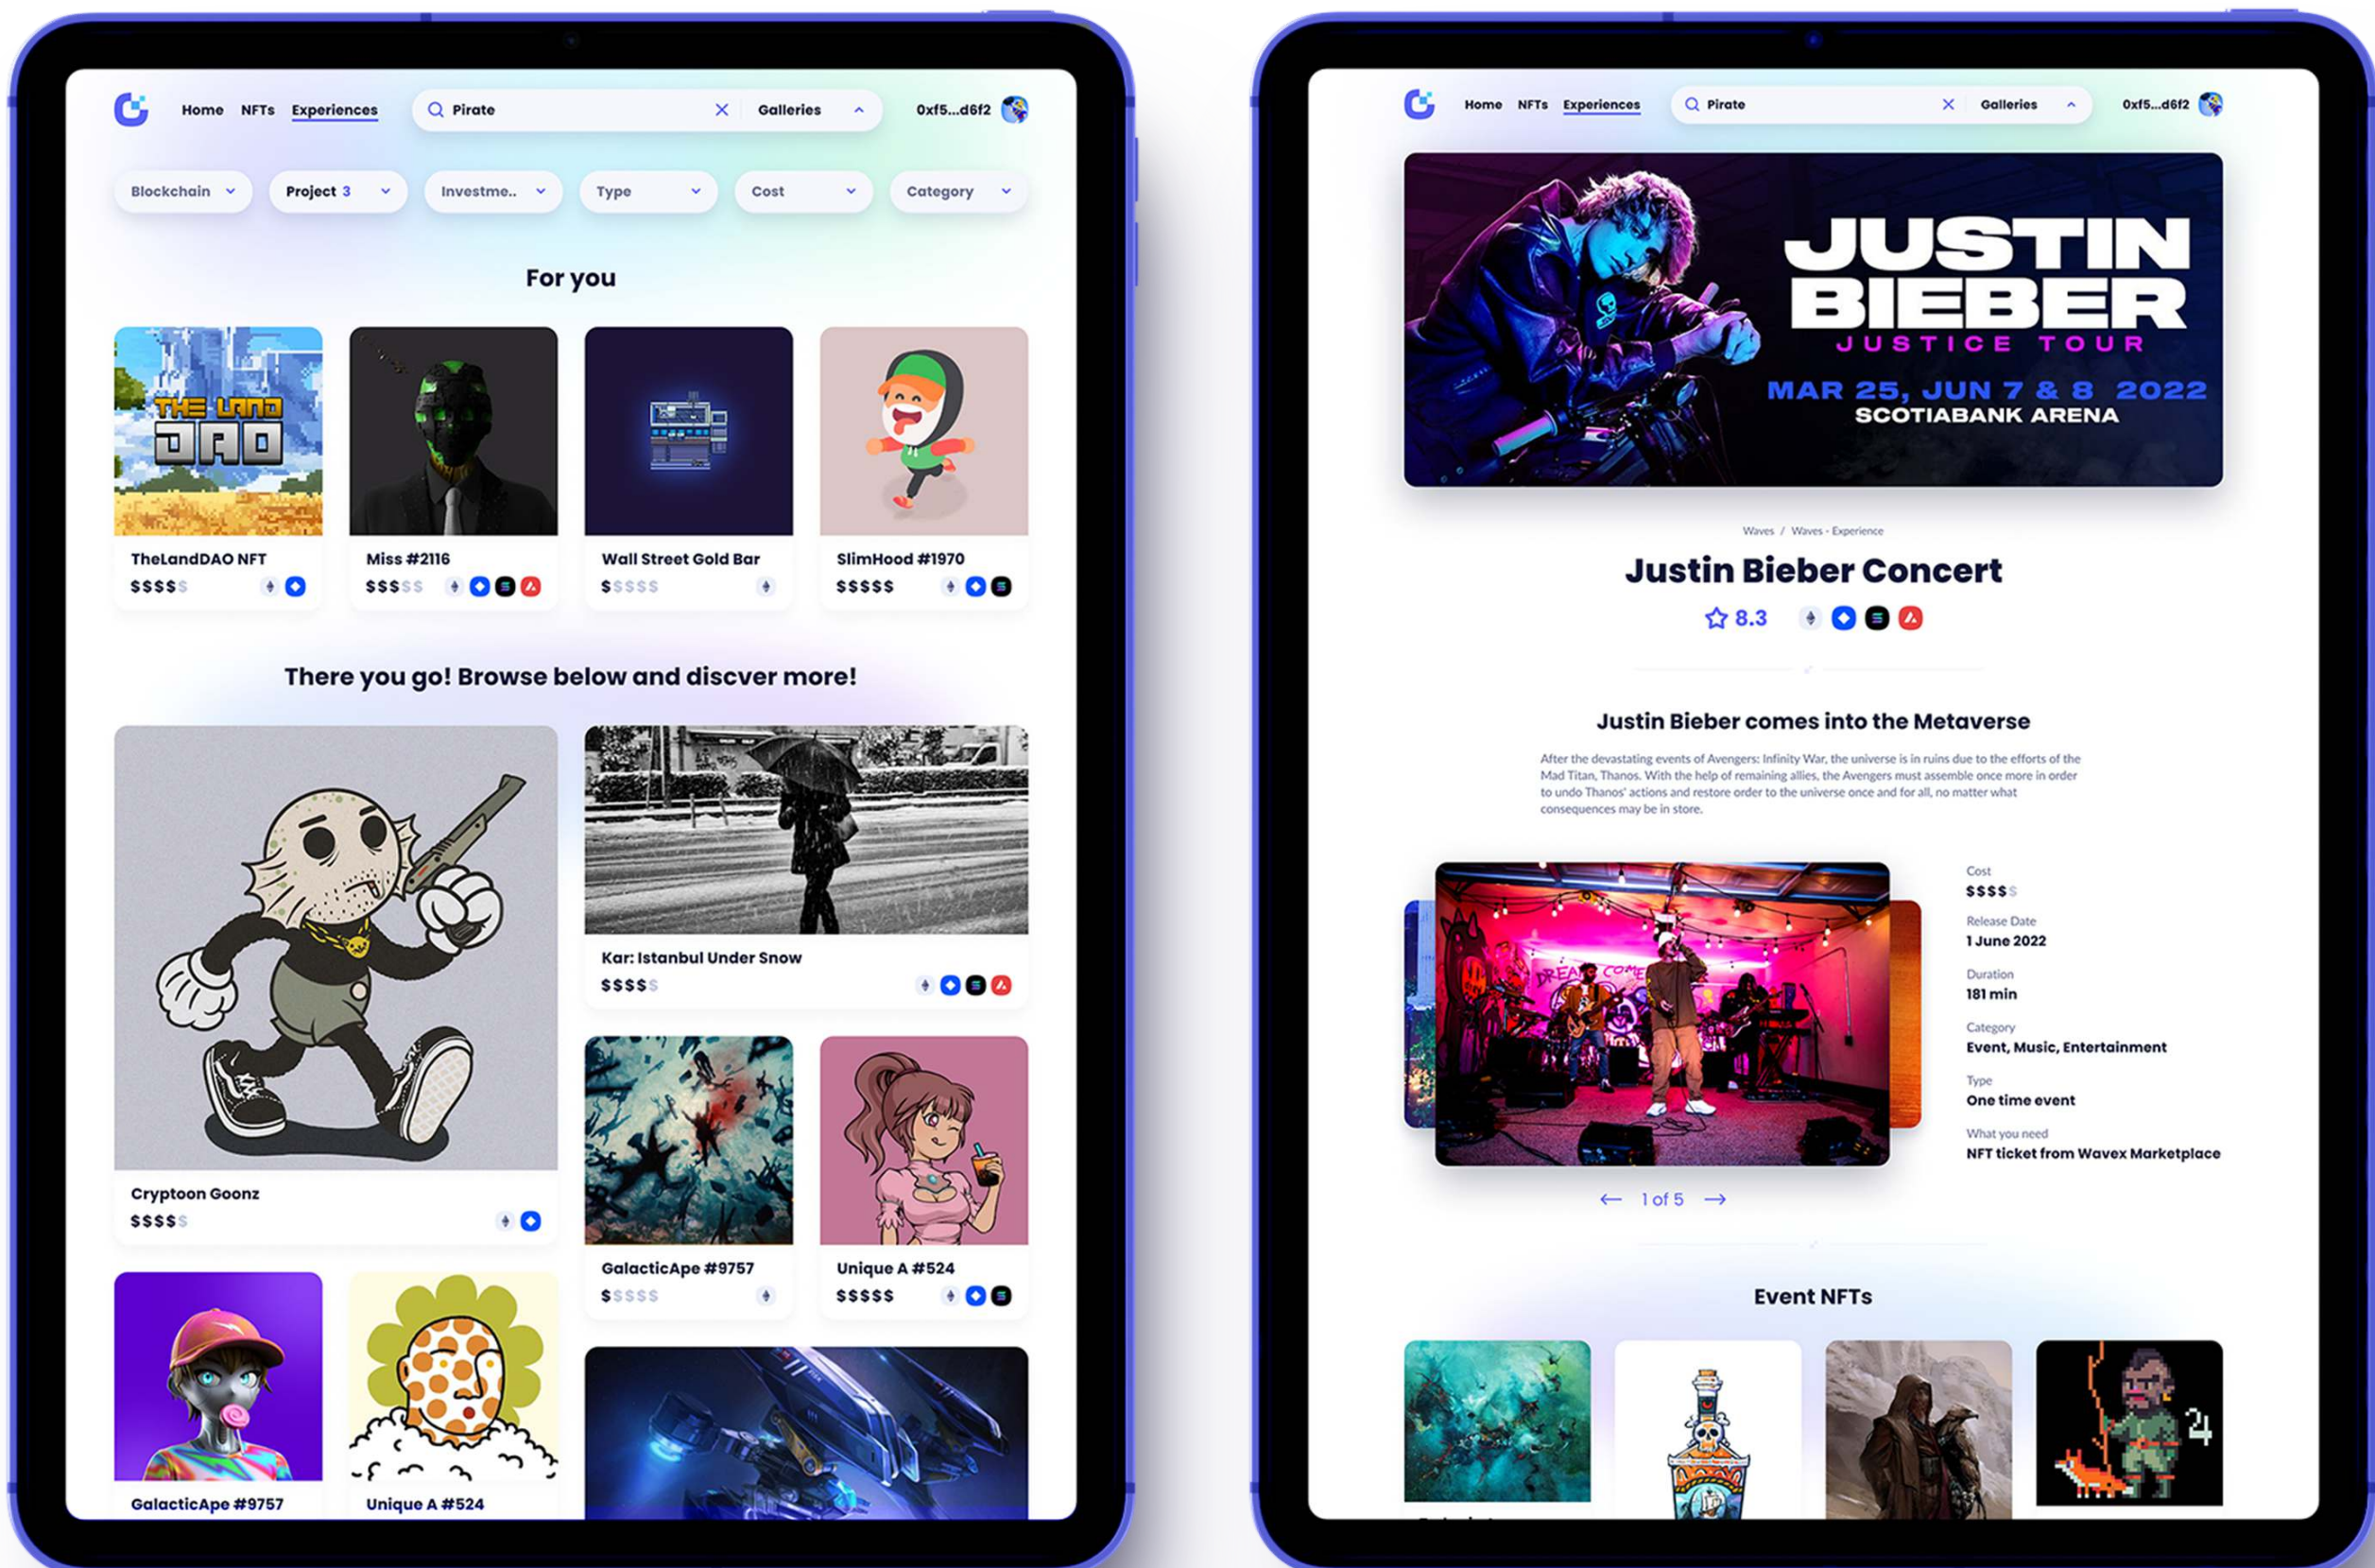 Home NFTs Experiences Pirate Galleries 0xf5...d6f2
Blockchain Project 3 Investme.. Type Cost Category
For you
THE LAND
DAO
TheLandDAO NFT
$$$$$
Miss #2116
$$$$$
Wall Street Gold Bar
$$$$$
SlimHood #1970
$$$$$
There you go! Browse below and discver more!
Cryptoon Goonz
$$$$$
Kar: Istanbul Under Snow
$$$$$
GalacticApe #9757
$$$$$
Unique A #524
$$$$$
GalacticApe #9757
Unique A #524
Home NFTs Experiences Pirate Galleries 0xf5...d6f2
JUSTIN
BIEBER
JUSTICE TOUR
MAR 25, JUN 7 & 8 2022
SCOTIABANK ARENA
Waves / Waves - Experience
Justin Bieber Concert
8.3
Justin Bieber comes into the Metaverse
After the devastating events of Avengers: Infinity War, the universe is in ruins due to the efforts of the
Mad Titan, Thanos. With the help of remaining allies, the Avengers must assemble once more in order
to undo Thanos' actions and restore order to the universe once and for all, no matter what
consequences may be in store.
DREAM COME
Cost
$$$$$
Release Date
1 June 2022
Duration
181 min
Category
Event, Music, Entertainment
Type
One time event
What you need
NFT ticket from Wavex Marketplace
1 of 5
Event NFTs